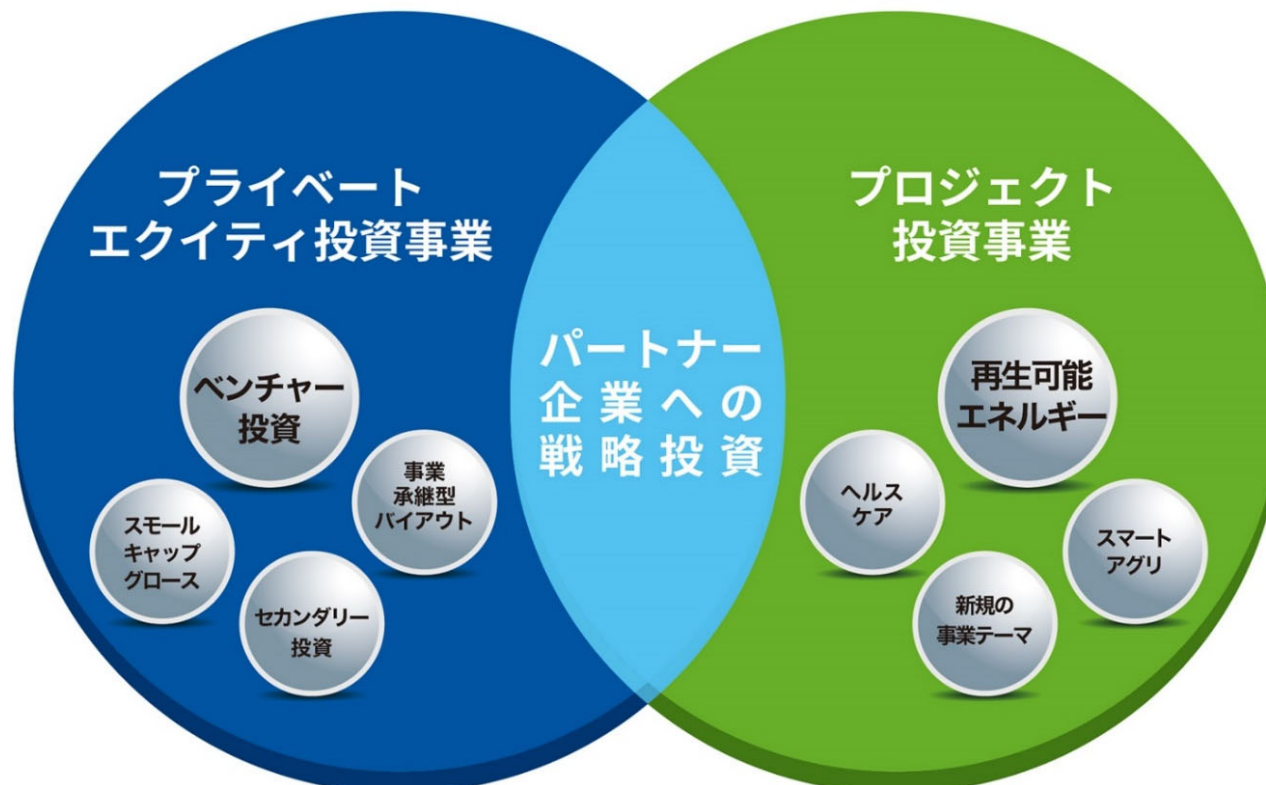 プライベート
エクイティ投資事業
ベンチャー
投資
事業
承継型
バイアウト
スモール
キャップ
グロース
セカンダリー
投資
パートナー
企業への
戦略投資
プロジェクト
投資事業
再生可能
エネルギー
ヘルス
ケア
スマート
アグリ
新規の
事業テーマ